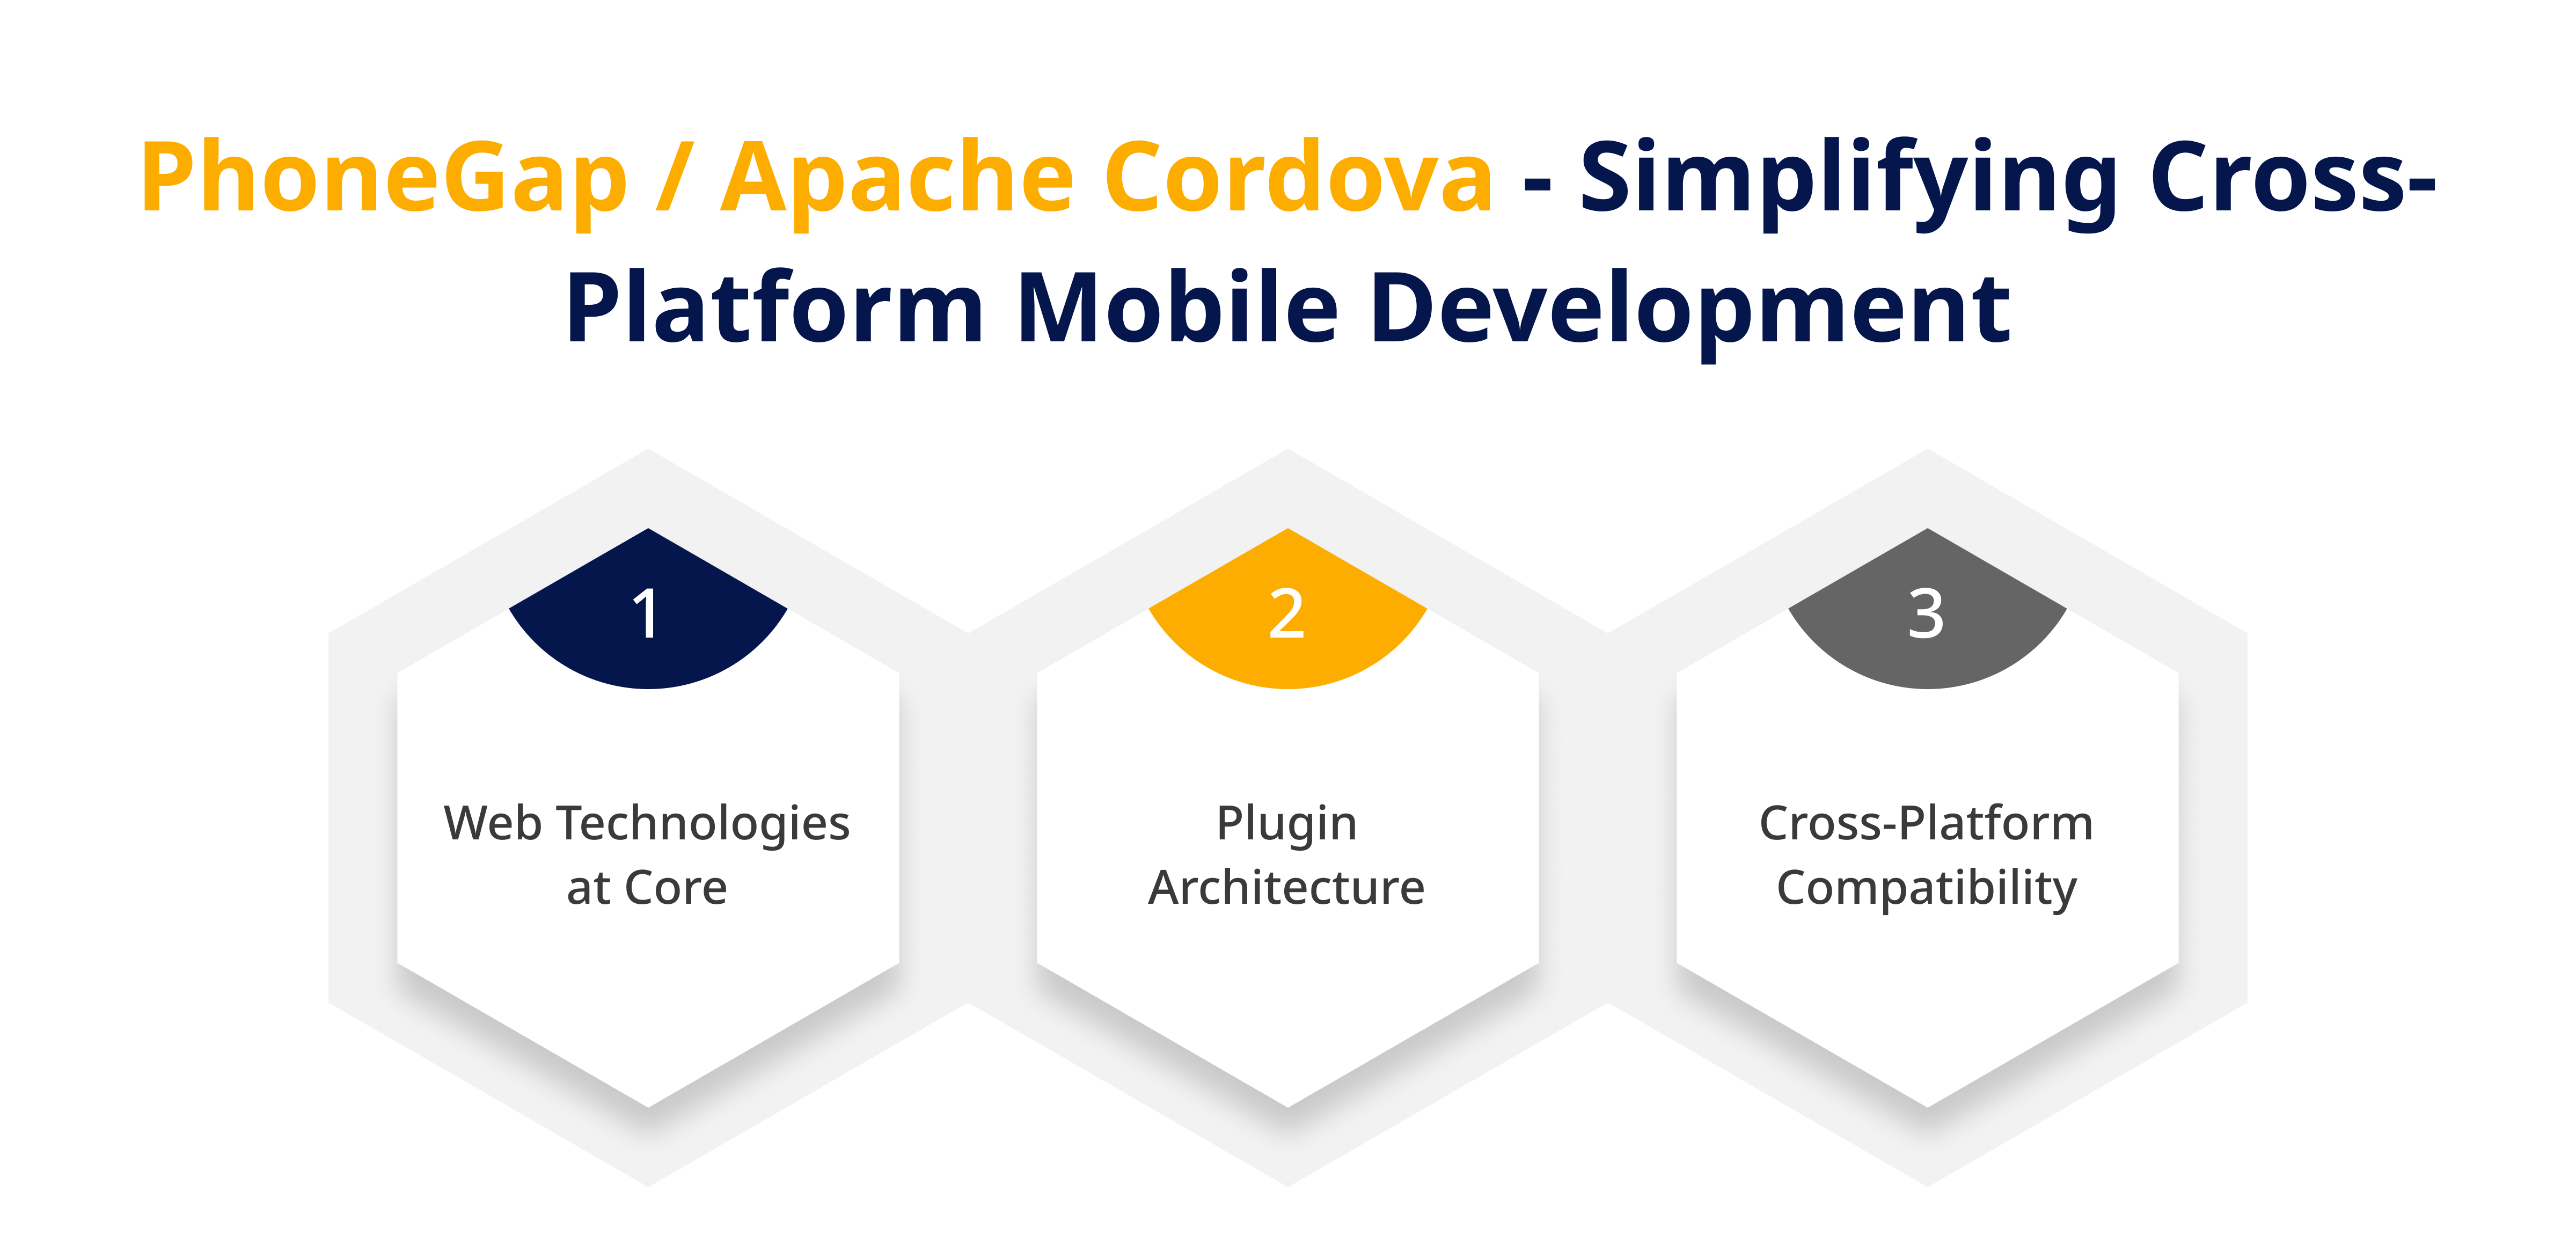 PhoneGap / Apache Cordova - Simplifying Cross-
Platform Mobile Development
1
Web Technologies
at Core
2
Plugin
Architecture
3
Cross-Platform
Compatibility